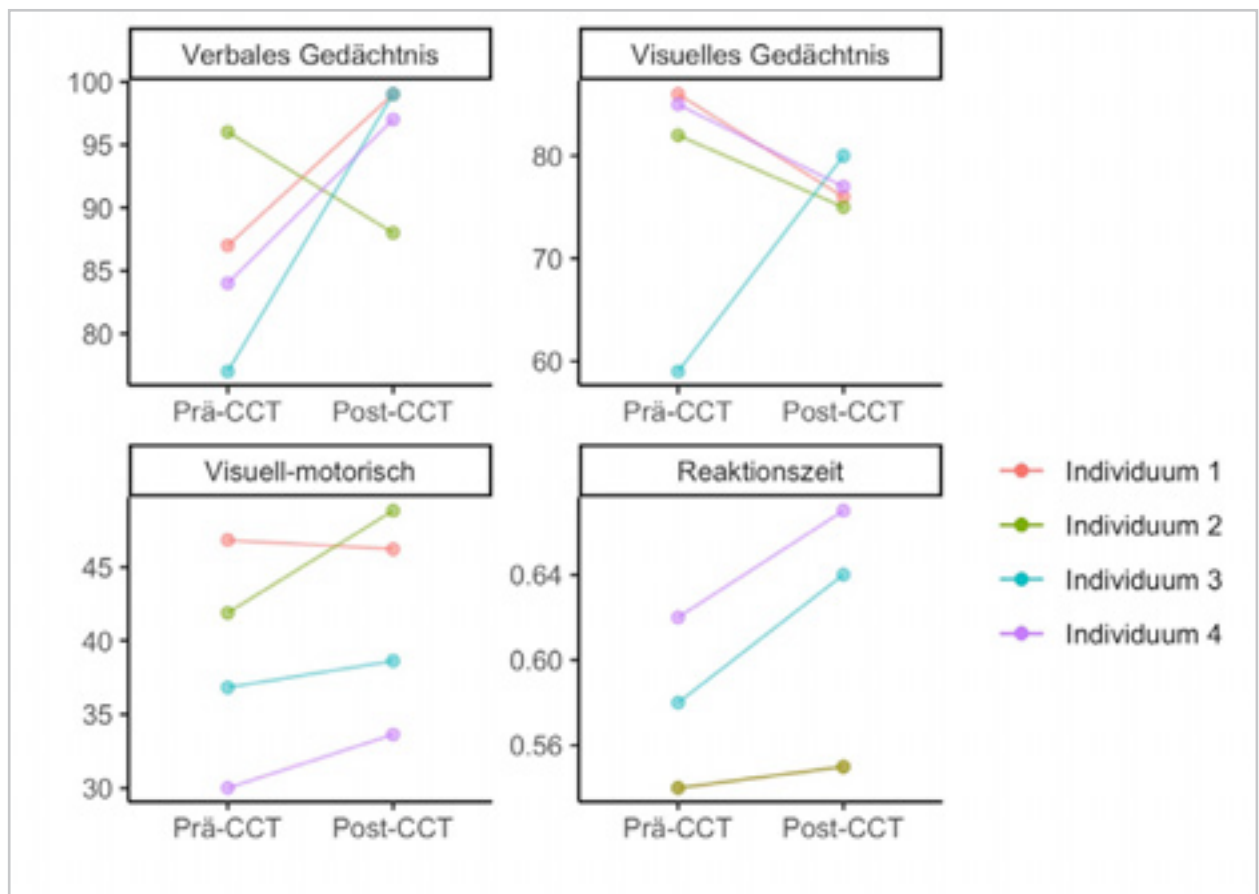 Verbales Gedächtnis
100
95
90
85
80
Prä-CCT Post-CCT
Visuelles Gedächtnis
80
70
60
Prä-CCT Post-CCT
Visuell-motorisch
45
40
35
30
Prä-CCT Post-CCT
Reaktionszeit
0.64
0.60
0.56
Prä-CCT Post-CCT
Individuum 1
Individuum 2
Individuum 3
Individuum 4